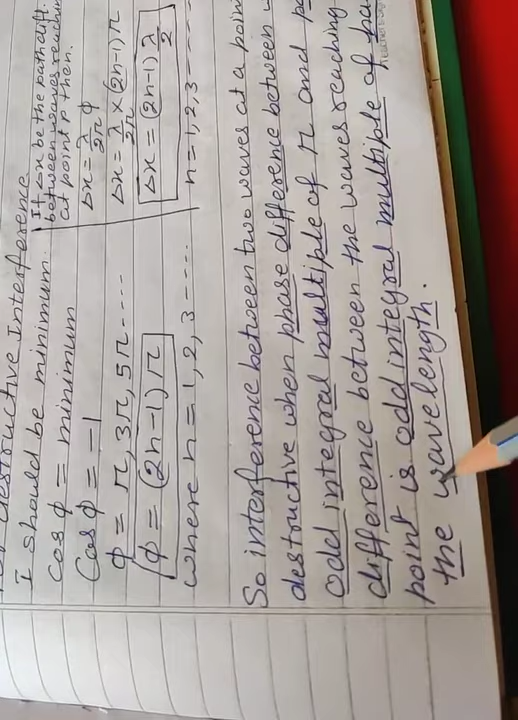 Destructive Interference
I should be minimum.
cos ϕ = minimum
Cos ϕ = -1
ϕ = π, 3π, 5π ----
ϕ = (2n-1)π
where n = 1, 2, 3 -----
If Δx be the path diff.
between waves reaching
at point P then.
Δx = λ/2π ϕ
Δx = λ/2π × (2n-1)π
Δx = (2n-1) λ/2
n = 1, 2, 3 -----
So interference between two waves at a point
destructive when phase difference between
odd integral multiple of π and
difference between the waves reaching
point is odd integral multiple of
the wavelength.